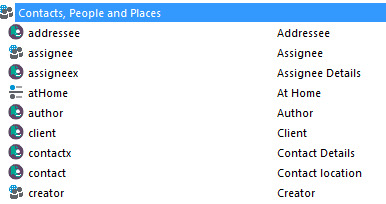 Contacts, People and Places
addressee Addressee
assignee Assignee
assigneex Assignee Details
atHome At Home
author Author
client Client
contactx Contact Details
contact Contact location
creator Creator